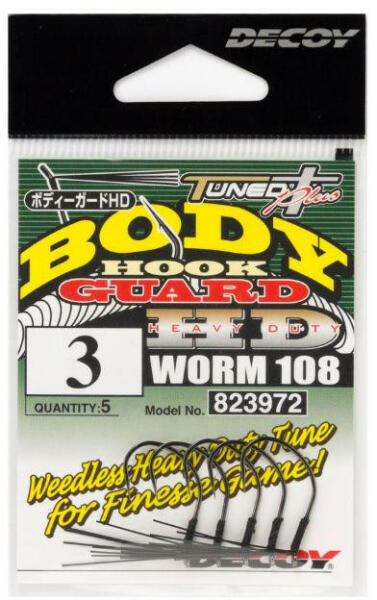 DECOY
TUNED Plus
ボディーガードHD
BODY
HOOK
GUARD
HD
HEAVY DUTY
3
WORM 108
QUANTITY:5
Model No. 823972
Weedless Heavy Duty Tune
for Finesse Game!
DECOY